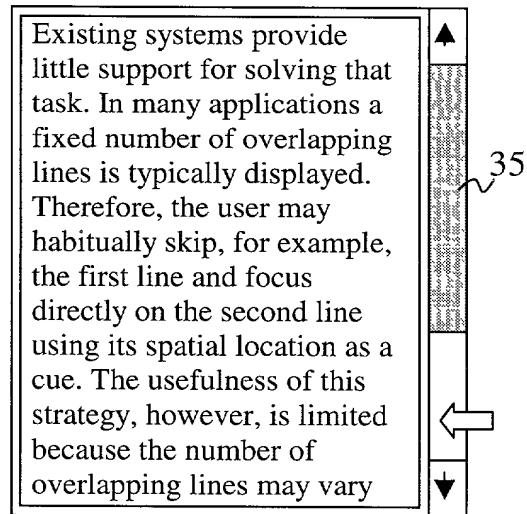 Existing systems provide
little support for solving that
task. In many applications a
fixed number of overlapping
lines is typically displayed.
Therefore, the user may
habitually skip, for example,
the first line and focus
directly on the second line
using its spatial location as a
cue. The usefulness of this
strategy, however, is limited
because the number of
overlapping lines may vary
35